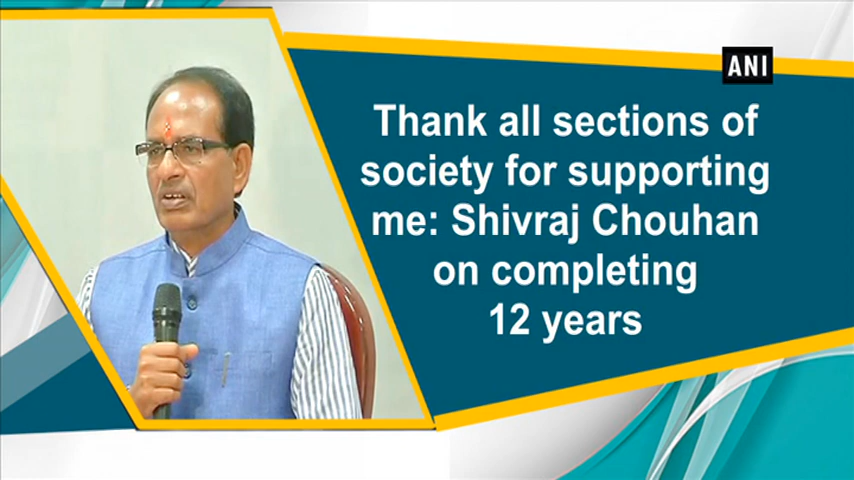 ANI
Thank all sections of
society for supporting
me: Shivraj Chouhan
on completing
12 years